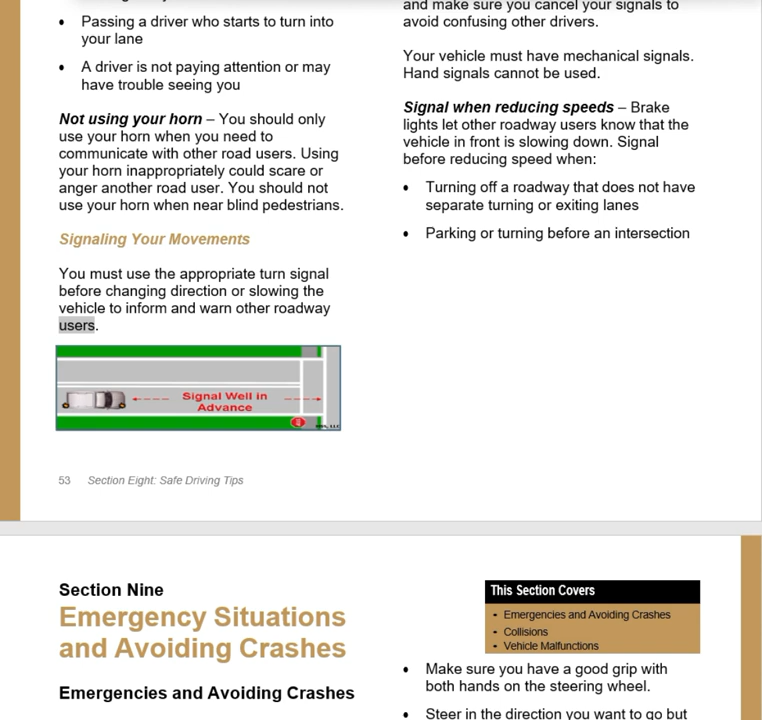 • Passing a driver who starts to turn into
your lane
• A driver is not paying attention or may
have trouble seeing you
Not using your horn – You should only
use your horn when you need to
communicate with other road users. Using
your horn inappropriately could scare or
anger another road user. You should not
use your horn when near blind pedestrians.
Signaling Your Movements
You must use the appropriate turn signal
before changing direction or slowing the
vehicle to inform and warn other roadway
users.
Signal Well in
Advance
53 Section Eight: Safe Driving Tips
and make sure you cancel your signals to
avoid confusing other drivers.
Your vehicle must have mechanical signals.
Hand signals cannot be used.
Signal when reducing speeds – Brake
lights let other roadway users know that the
vehicle in front is slowing down. Signal
before reducing speed when:
• Turning off a roadway that does not have
separate turning or exiting lanes
• Parking or turning before an intersection
Section Nine
Emergency Situations
and Avoiding Crashes
Emergencies and Avoiding Crashes
This Section Covers
• Emergencies and Avoiding Crashes
• Collisions
• Vehicle Malfunctions
• Make sure you have a good grip with
both hands on the steering wheel.
• Steer in the direction you want to go but